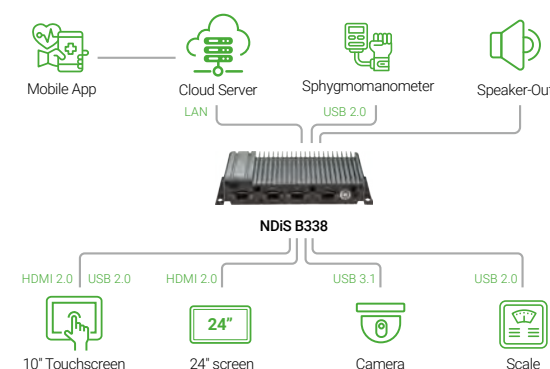 Mobile App
Cloud Server
Sphygmomanometer
Speaker-Out
LAN
USB 2.0
NDiS B338
HDMI 2.0 USB 2.0
HDMI 2.0
USB 3.1
USB 2.0
24"
10" Touchscreen
24" screen
Camera
Scale